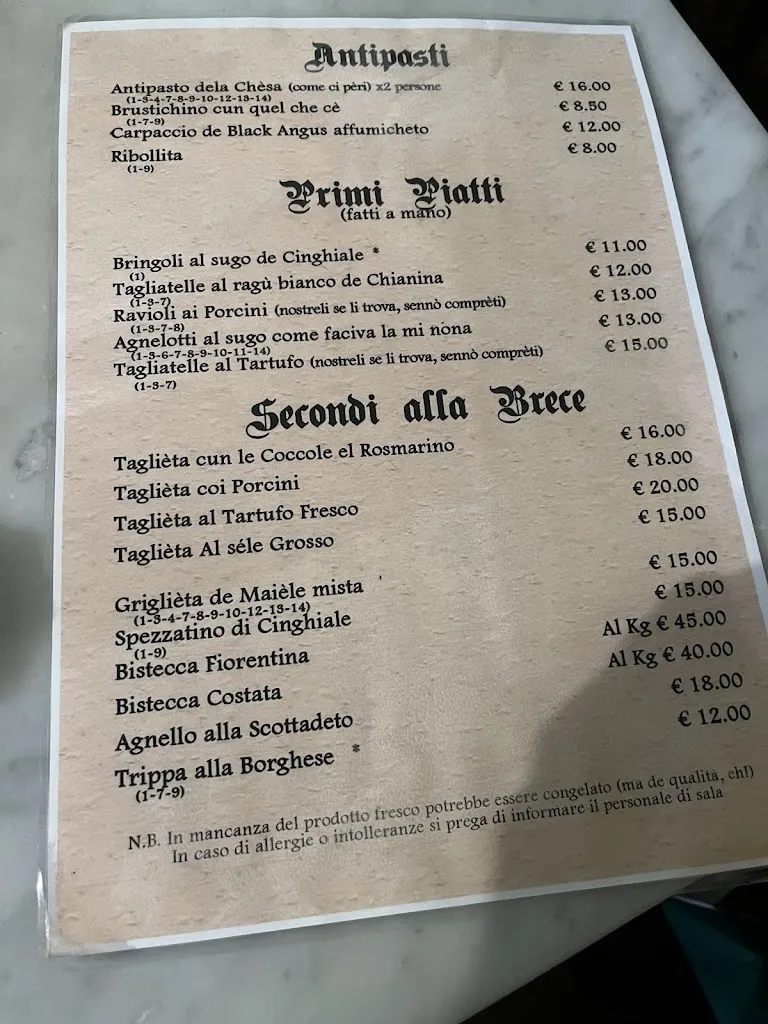 Antipasti
Antipasto dela Chèsa (come ci pèri) x2 persone € 16.00
(1-3-4-7-8-9-10-12-13-14)
Brustichino cun quel che cè € 8.50
(1-7-9)
Carpaccio de Black Angus affumicheto € 12.00
Ribollita € 8.00
(1-9)
Primi Piatti
(fatti a mano)
Bringoli al sugo de Cinghiale * € 11.00
(1)
Tagliatelle al ragù bianco de Chianina € 12.00
(1-3-7)
Ravioli ai Porcini (nostreli se li trova, sennò comprèti) € 13.00
(1-3-7-8)
Agnelotti al sugo come faciva la mi nona € 13.00
(1-3-6-7-8-9-10-11-14)
Tagliatelle al Tartufo (nostreli se li trova, sennò comprèti) € 15.00
(1-3-7)
Secondi alla Brece
Taglièta cun le Coccole el Rosmarino € 16.00
Taglièta coi Porcini € 18.00
Taglièta al Tartufo Fresco € 20.00
Taglièta Al séle Grosso € 15.00
Griglièta de Maièle mista € 15.00
(1-3-4-7-8-9-10-12-13-14)
Spezzatino di Cinghiale € 15.00
(1-9)
Bistecca Fiorentina Al Kg € 45.00
Bistecca Costata Al Kg € 40.00
Agnello alla Scottadeto € 18.00
Trippa alla Borghese * € 12.00
(1-7-9)
N.B. In mancanza del prodotto fresco potrebbe essere congelato (ma de qualità, eh!)
In caso di allergie o intolleranze si prega di informare il personale di sala